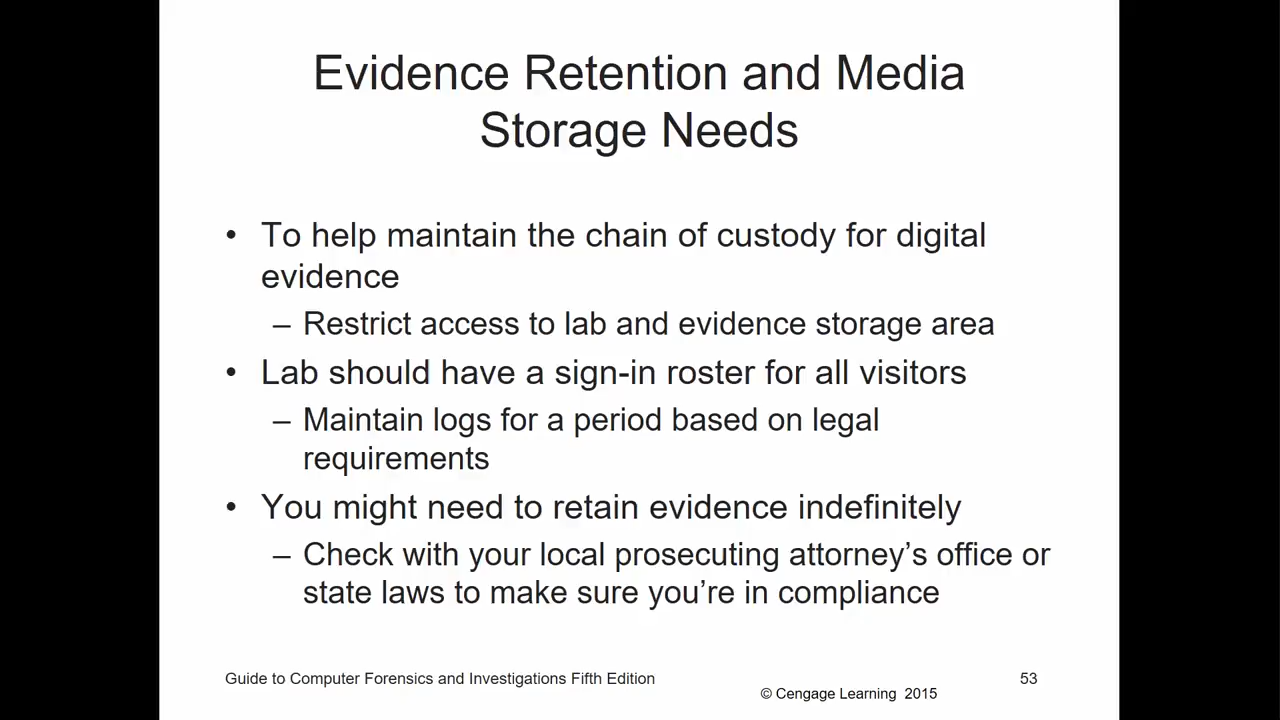 Evidence Retention and Media
Storage Needs
• To help maintain the chain of custody for digital
evidence
– Restrict access to lab and evidence storage area
• Lab should have a sign-in roster for all visitors
– Maintain logs for a period based on legal
requirements
• You might need to retain evidence indefinitely
– Check with your local prosecuting attorney’s office or
state laws to make sure you’re in compliance
Guide to Computer Forensics and Investigations Fifth Edition
53
© Cengage Learning 2015